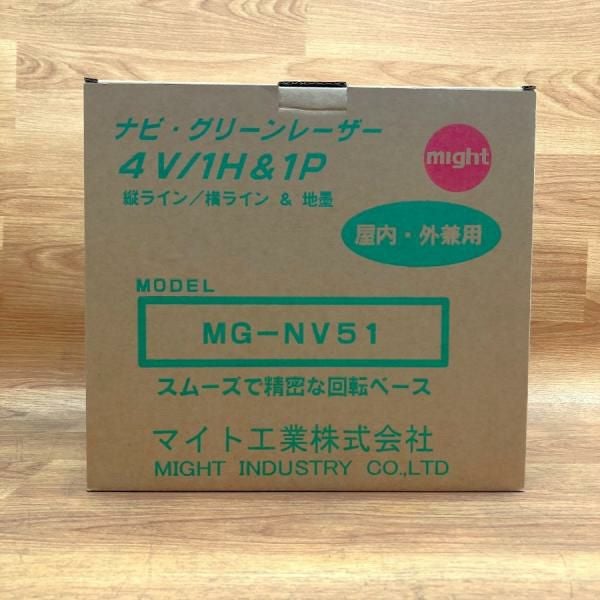 ナビ・グリーンレーザー
4V/1H&1P
might
縦ライン/横ライン & 地墨
屋内・外兼用
MODEL
MG-NV51
スムーズで精密な回転ベース
マイト工業株式会社
MIGHT INDUSTRY CO.,LTD